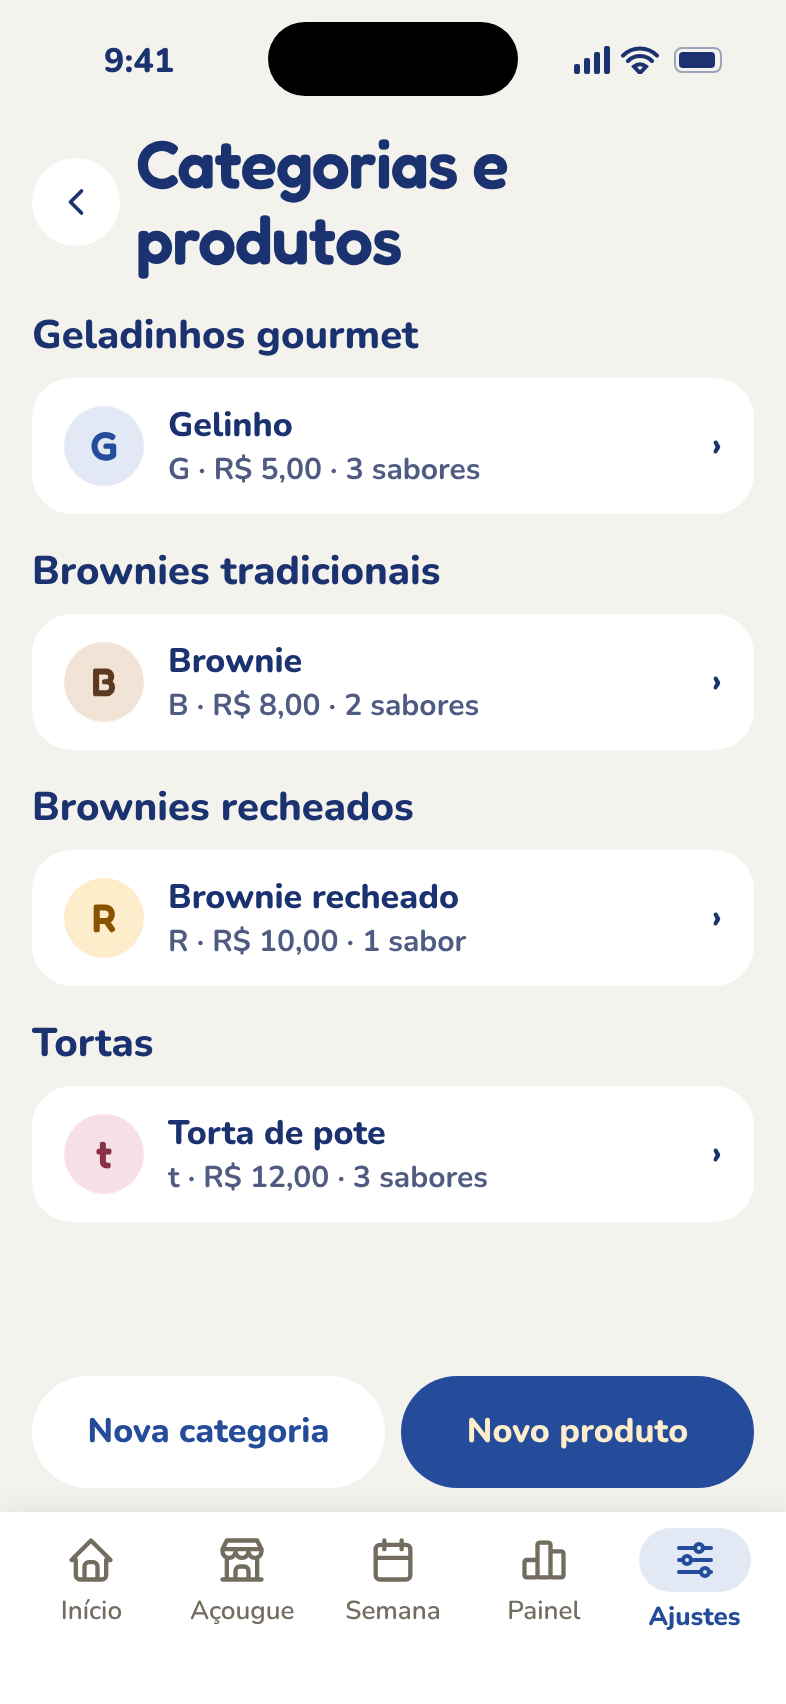 9:41
Categorias e
produtos
Geladinhos gourmet
G
Gelinho
G · R$ 5,00 · 3 sabores
›
Brownies tradicionais
B
Brownie
B · R$ 8,00 · 2 sabores
›
Brownies recheados
R
Brownie recheado
R · R$ 10,00 · 1 sabor
›
Tortas
t
Torta de pote
t · R$ 12,00 · 3 sabores
›
Nova categoria
Novo produto
Início
Açougue
Semana
Painel
Ajustes